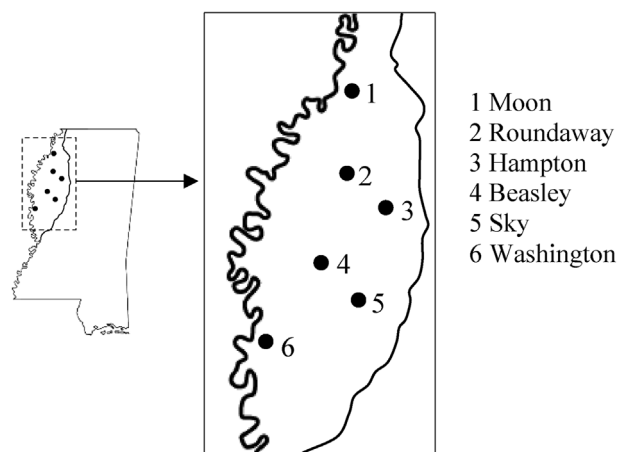 1
2
3
4
5
6
1 Moon
2 Roundaway
3 Hampton
4 Beasley
5 Sky
6 Washington